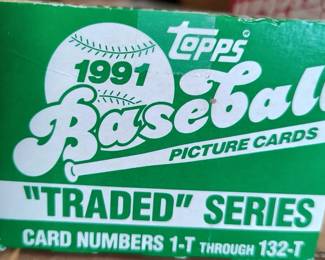 topps
1991
Baseball
PICTURE CARDS
"TRADED" SERIES
CARD NUMBERS 1-T THROUGH 132-T